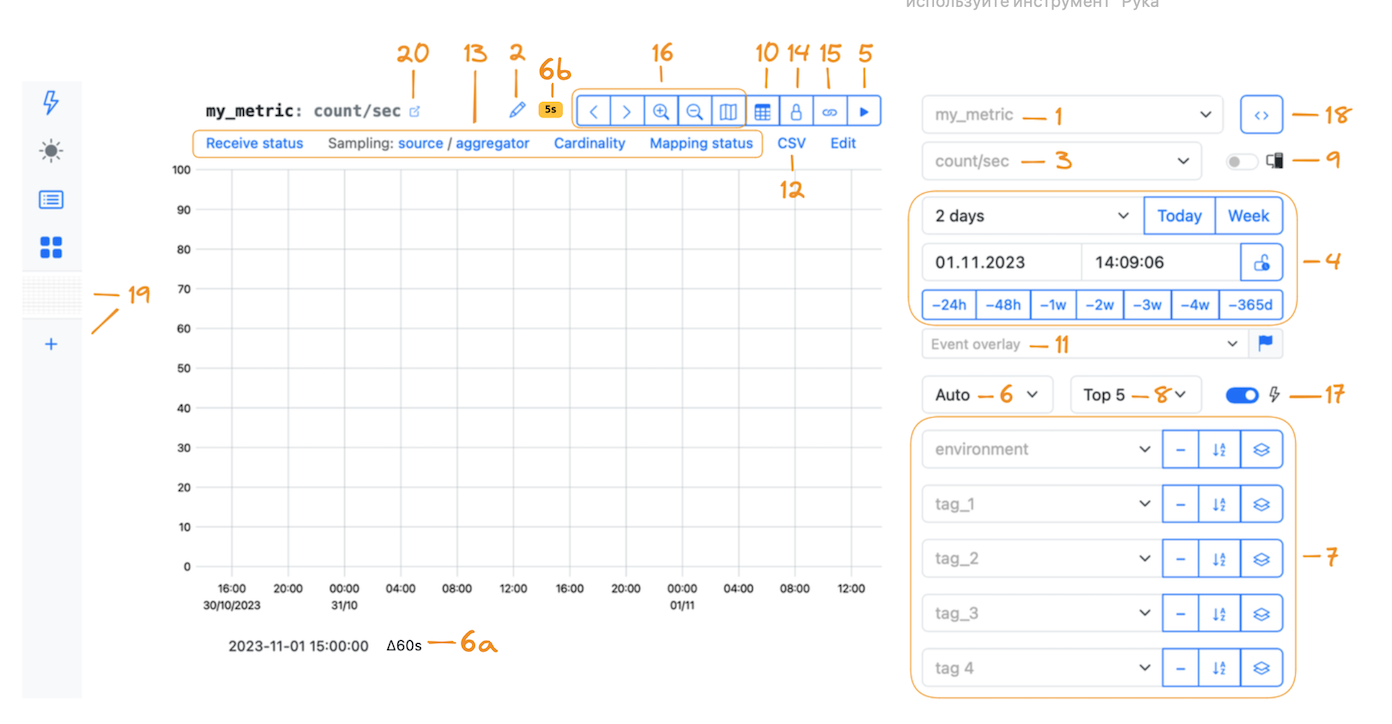 используйте инструмент "Рука"
20 13 2 6b 16 10 14 15 5
my_metric: count/sec 5s
Receive status Sampling: source / aggregator Cardinality Mapping status CSV Edit
12
100
90
80
70
60
50
40
30
20
10
0
16:00 20:00 00:00 04:00 08:00 12:00 16:00 20:00 00:00 04:00 08:00 12:00
30/10/2023 31/10 01/11
2023-11-01 15:00:00 Δ60s 6a
19
+
my_metric 1 <> 18
count/sec 3 9
2 days Today Week
01.11.2023 14:09:06 4
−24h −48h −1w −2w −3w −4w −365d
Event overlay 11
Auto 6 Top 5 8 17
environment −
tag_1 −
tag_2 − 7
tag_3 −
tag 4 −